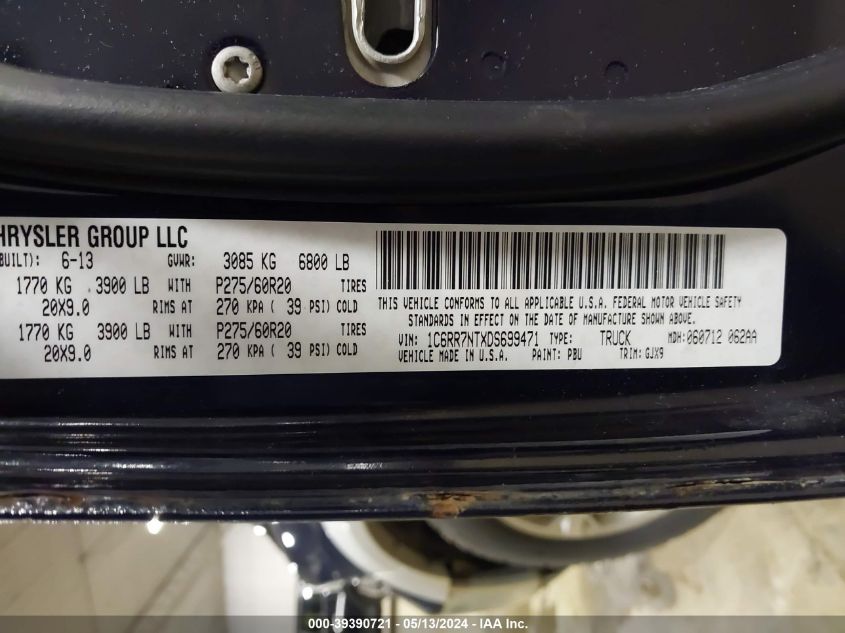 HRYSLER GROUP LLC
BUILT): 6-13 GVWR: 3085 KG 6800 LB
1770 KG 3900 LB WITH P275/60R20 TIRES
20X9.0 RIMS AT 270 KPA ( 39 PSI) COLD
1770 KG 3900 LB WITH P275/60R20 TIRES
20X9.0 RIMS AT 270 KPA ( 39 PSI) COLD
THIS VEHICLE CONFORMS TO ALL APPLICABLE U.S.A. FEDERAL MOTOR VEHICLE SAFETY
STANDARDS IN EFFECT ON THE DATE OF MANUFACTURE SHOWN ABOVE.
VIN: 1C6RR7NTXDS699471 TYPE: TRUCK MDH: 060712 062AA
VEHICLE MADE IN U.S.A. PAINT: PBU TRIM: GJX9
000-39390721 - 05/13/2024 - IAA Inc.